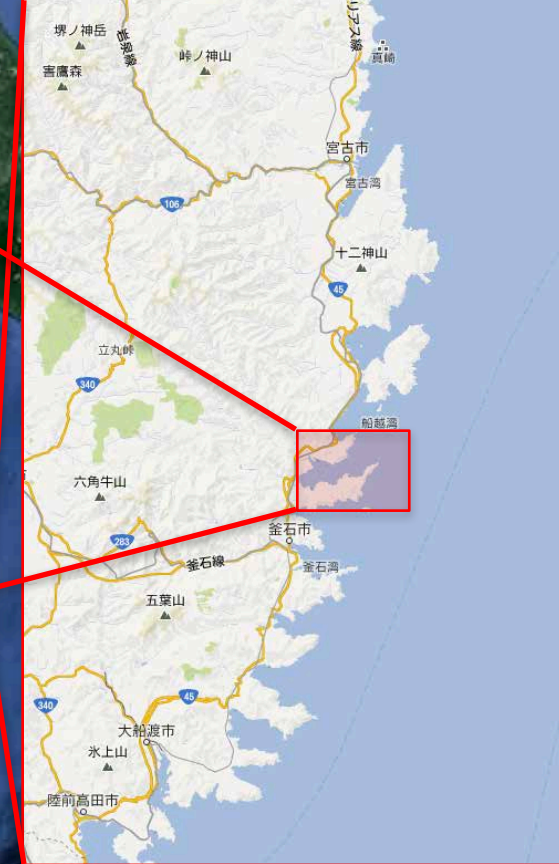 堺ノ神岳
岩泉線
峠ノ神山
リアス線
真崎
害鷹森
宮古市
宮古湾
106
十二神山
45
立丸峠
340
船越湾
六角牛山
釜石市
283
釜石線
釜石湾
五葉山
45
340
大船渡市
氷上山
陸前高田市